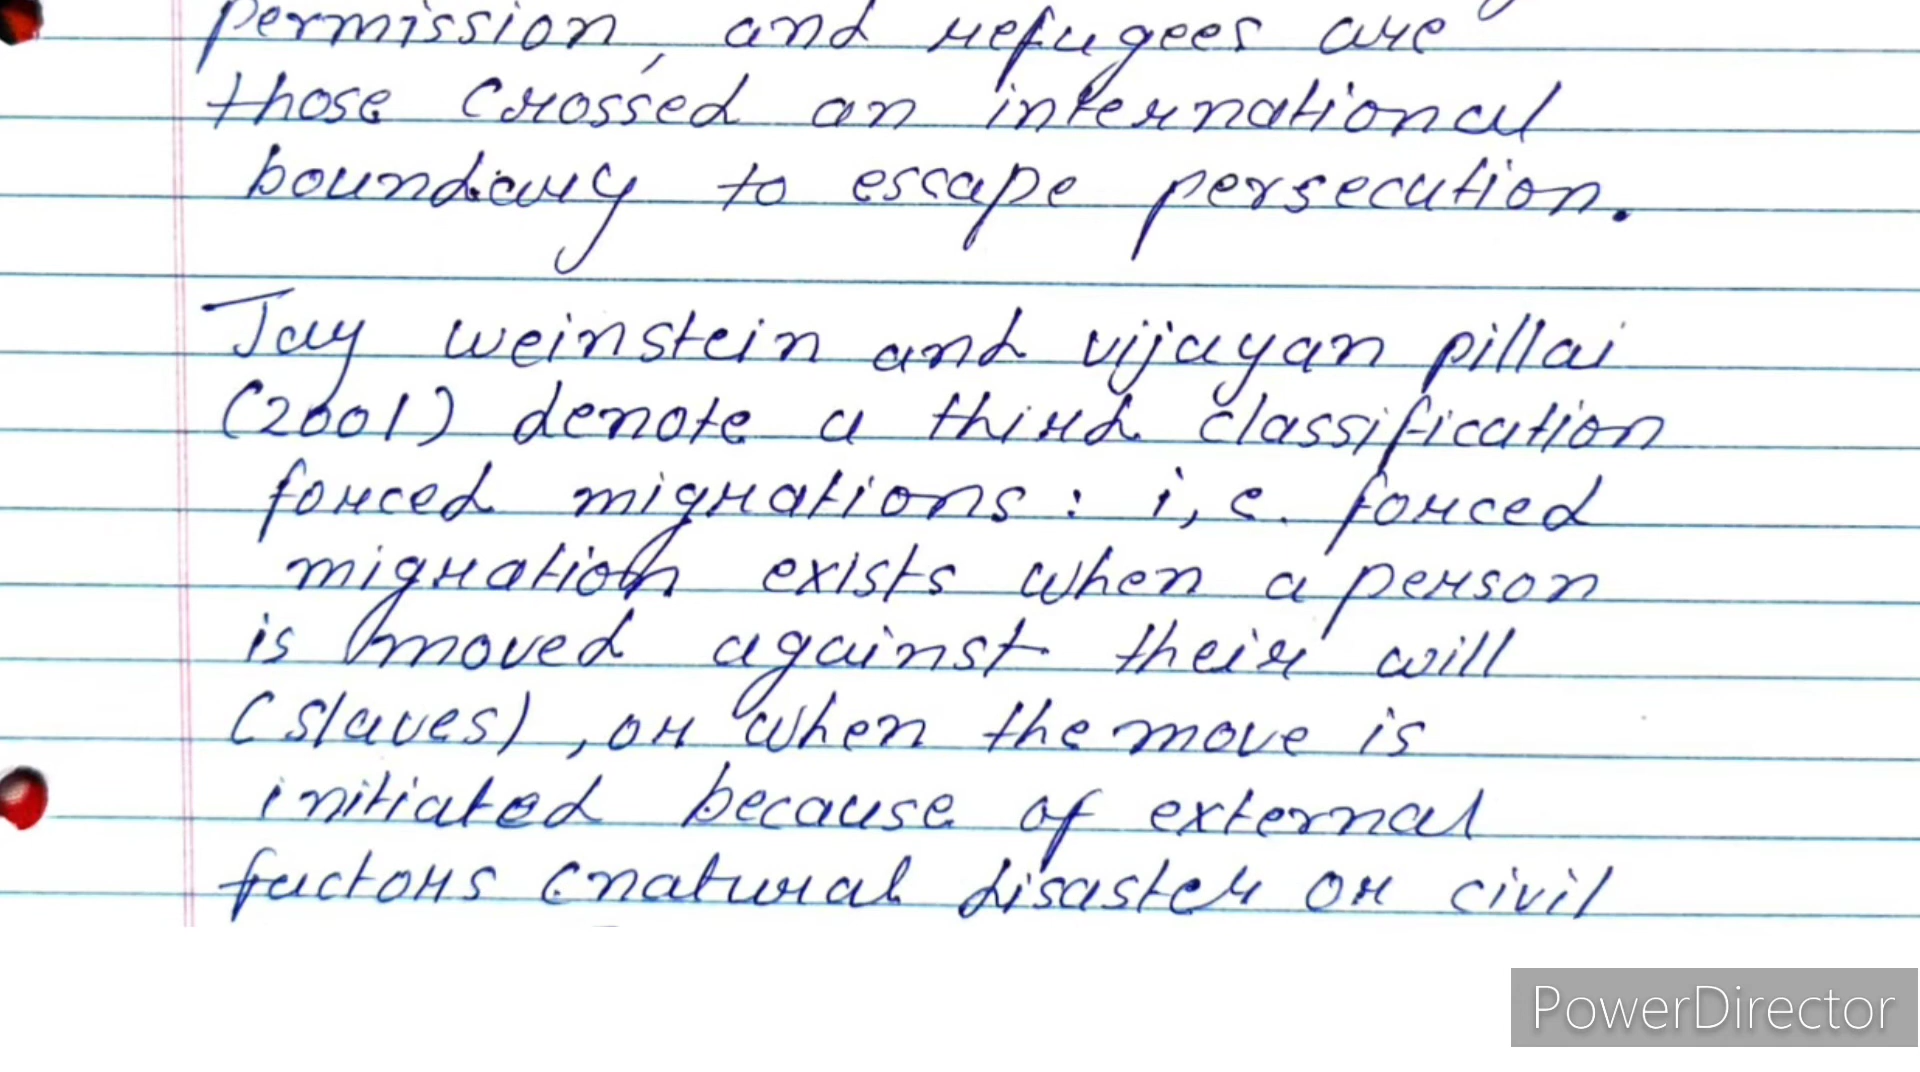 permission, and refugees are
those crossed an international
boundary to escape persecution.
Jay weinstein and vijayan pillai
(2001) denote a third classification
forced migrations: i,e. forced
migration exists when a person
is moved against their will
(slaves), or when the move is
initiated because of external
factors (natural disaster or civil
PowerDirector